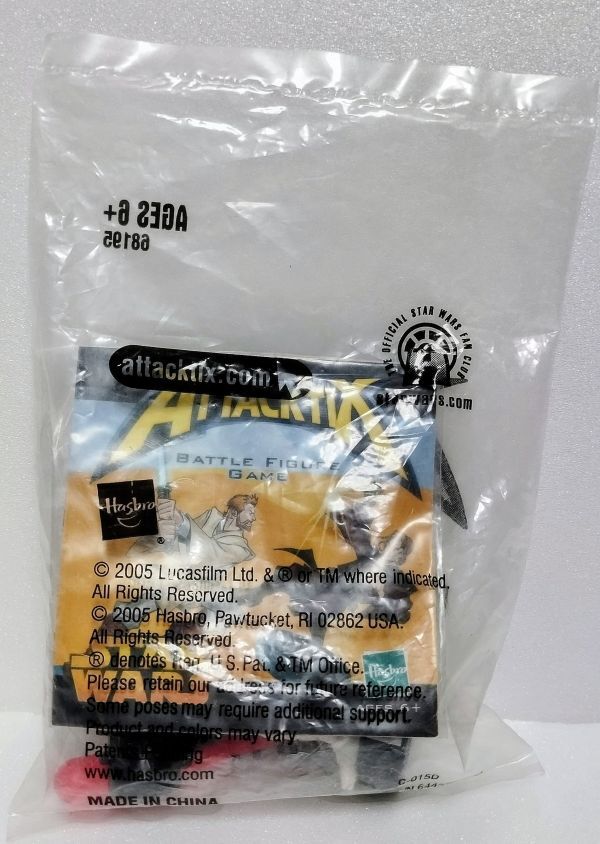 AGES 6+
68195
THE OFFICIAL STAR WARS FAN CLUB
starwars.com
attacktix.com
ATTACKTIX
BATTLE FIGURE
GAME
Hasbro
®
© 2005 Lucasfilm Ltd. & ® or TM where indicated.
All Rights Reserved.
© 2005 Hasbro, Pawtucket, RI 02862 USA.
All Rights Reserved
® denotes Reg. U.S. Pat. & TM Office.
Hasbro
Please retain our address for future reference.
WARS
AGES 6+
Some poses may require additional support.
Product and colors may vary.
www.hasbro.com
MADE IN CHINA